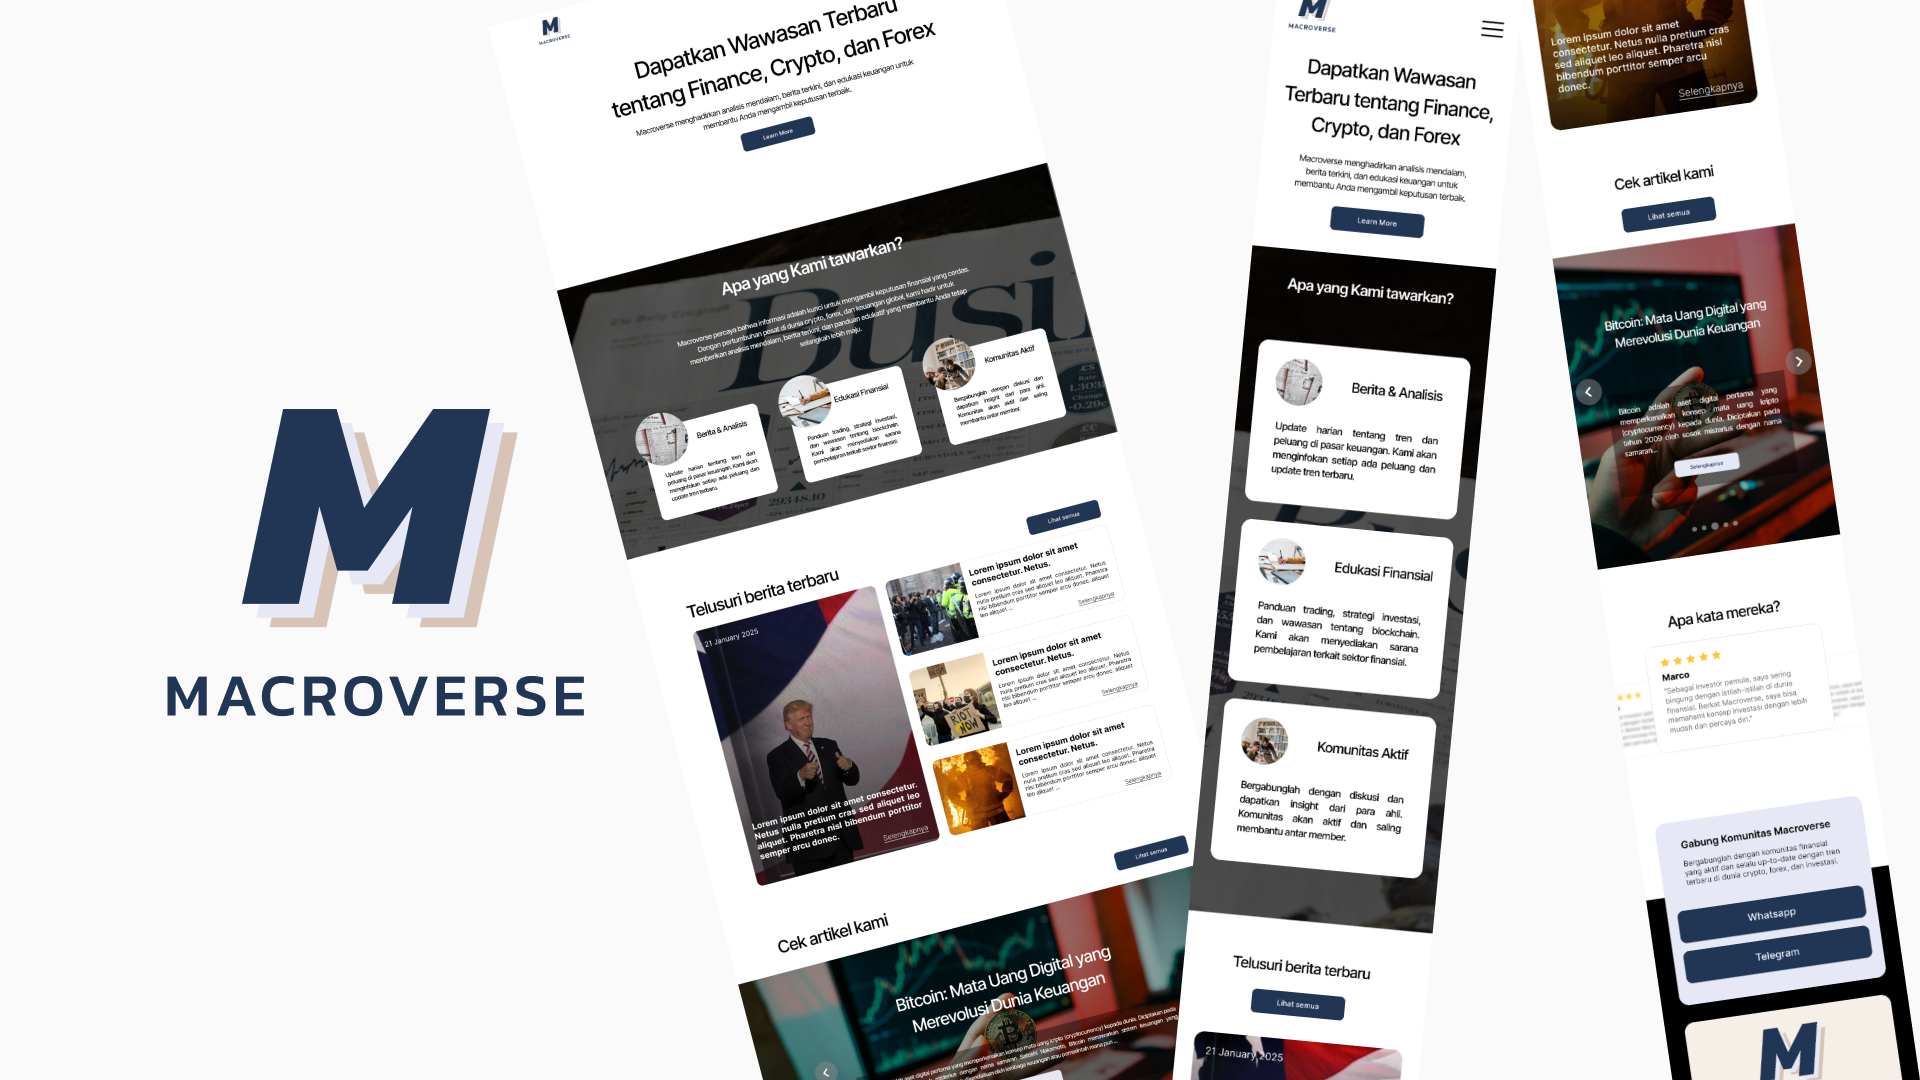 MACROVERSE
MACROVERSE
Dapatkan Wawasan Terbaru
tentang Finance, Crypto, dan Forex
Macroverse menghadirkan analisis mendalam, berita terkini, dan edukasi keuangan untuk
membantu Anda mengambil keputusan terbaik.
Learn More
Apa yang Kami tawarkan?
Macroverse percaya bahwa informasi adalah kunci untuk mengambil keputusan finansial yang cerdas.
Dengan pertumbuhan pesat di dunia crypto, forex, dan keuangan global, kami hadir untuk
memberikan analisis mendalam, berita terkini, dan panduan edukatif yang membantu Anda tetap
selangkah lebih maju.
Berita & Analisis
Update harian tentang tren dan
peluang di pasar keuangan. Kami akan
menginfokan setiap ada peluang dan
update tren terbaru.
Edukasi Finansial
Panduan trading, strategi investasi,
dan wawasan tentang blockchain.
Kami akan menyediakan sarana
pembelajaran terkait sektor finansial.
Komunitas Aktif
Bergabunglah dengan diskusi dan
dapatkan insight dari para ahli.
Komunitas akan aktif dan saling
membantu antar member.
Busi
29348.10
Telusuri berita terbaru
Lihat semua
21 January 2025
Lorem ipsum dolor sit amet consectetur.
Netus nulla pretium cras sed aliquet leo
aliquet. Pharetra nisl bibendum porttitor
semper arcu donec.
Selengkapnya
Lorem ipsum dolor sit amet
consectetur. Netus.
Lorem ipsum dolor sit amet consectetur. Netus
nulla pretium cras sed aliquet leo aliquet. Pharetra
nisl bibendum porttitor semper arcu donec. aliquet
leo aliquet ...
Selengkapnya
Lorem ipsum dolor sit amet
consectetur. Netus.
Lorem ipsum dolor sit amet consectetur. Netus
nulla pretium cras sed aliquet leo aliquet. Pharetra
nisl bibendum porttitor semper arcu donec. aliquet
leo aliquet ...
Selengkapnya
RIOT
NOW
Lorem ipsum dolor sit amet
consectetur. Netus.
Lorem ipsum dolor sit amet consectetur. Netus
nulla pretium cras sed aliquet leo aliquet. Pharetra
nisl bibendum porttitor semper arcu donec. aliquet
leo aliquet ...
Selengkapnya
Cek artikel kami
Lihat semua
Bitcoin: Mata Uang Digital yang
Merevolusi Dunia Keuangan
MACROVERSE
Dapatkan Wawasan
Terbaru tentang Finance,
Crypto, dan Forex
Macroverse menghadirkan analisis mendalam,
berita terkini, dan edukasi keuangan untuk
membantu Anda mengambil keputusan terbaik.
Learn More
Apa yang Kami tawarkan?
Berita & Analisis
Update harian tentang tren dan
peluang di pasar keuangan. Kami akan
menginfokan setiap ada peluang dan
update tren terbaru.
Edukasi Finansial
Panduan trading, strategi investasi,
dan wawasan tentang blockchain.
Kami akan menyediakan sarana
pembelajaran terkait sektor finansial.
Komunitas Aktif
Bergabunglah dengan diskusi dan
dapatkan insight dari para ahli.
Komunitas akan aktif dan saling
membantu antar member.
Telusuri berita terbaru
Lihat semua
21 January 2025
Lorem ipsum dolor sit amet
consectetur. Netus nulla pretium cras
sed aliquet leo aliquet. Pharetra nisl
bibendum porttitor semper arcu
donec.
Selengkapnya
Cek artikel kami
Lihat semua
Bitcoin: Mata Uang Digital yang
Merevolusi Dunia Keuangan
Bitcoin adalah aset digital pertama yang
memperkenalkan konsep mata uang kripto
(cryptocurrency) kepada dunia. Diciptakan pada
tahun 2009 oleh sosok misterius dengan nama
samaran...
Selengkapnya
Apa kata mereka?
Marco
"Sebagai investor pemula, saya sering
bingung dengan istilah-istilah di dunia
finansial. Berkat Macroverse, saya bisa
memahami konsep investasi dengan lebih
mudah dan percaya diri."
Gabung Komunitas Macroverse
Bergabunglah dengan komunitas finansial
yang aktif dan selalu up-to-date dengan tren
terbaru di dunia crypto, forex, dan investasi.
Whatsapp
Telegram